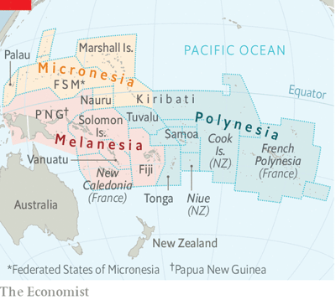 Marshall Is.
PACIFIC OCEAN
Palau
Micronesia
FSM*
Equator
Nauru
Kiribati
PNG†
Solomon
Is.
Tuvalu
Polynesia
Samoa
Cook
Is.
(NZ)
French
Polynesia
(France)
Melanesia
Vanuatu
Fiji
New
Caledonia
(France)
Tonga
Niue
(NZ)
Australia
New Zealand
*Federated States of Micronesia †Papua New Guinea
The Economist